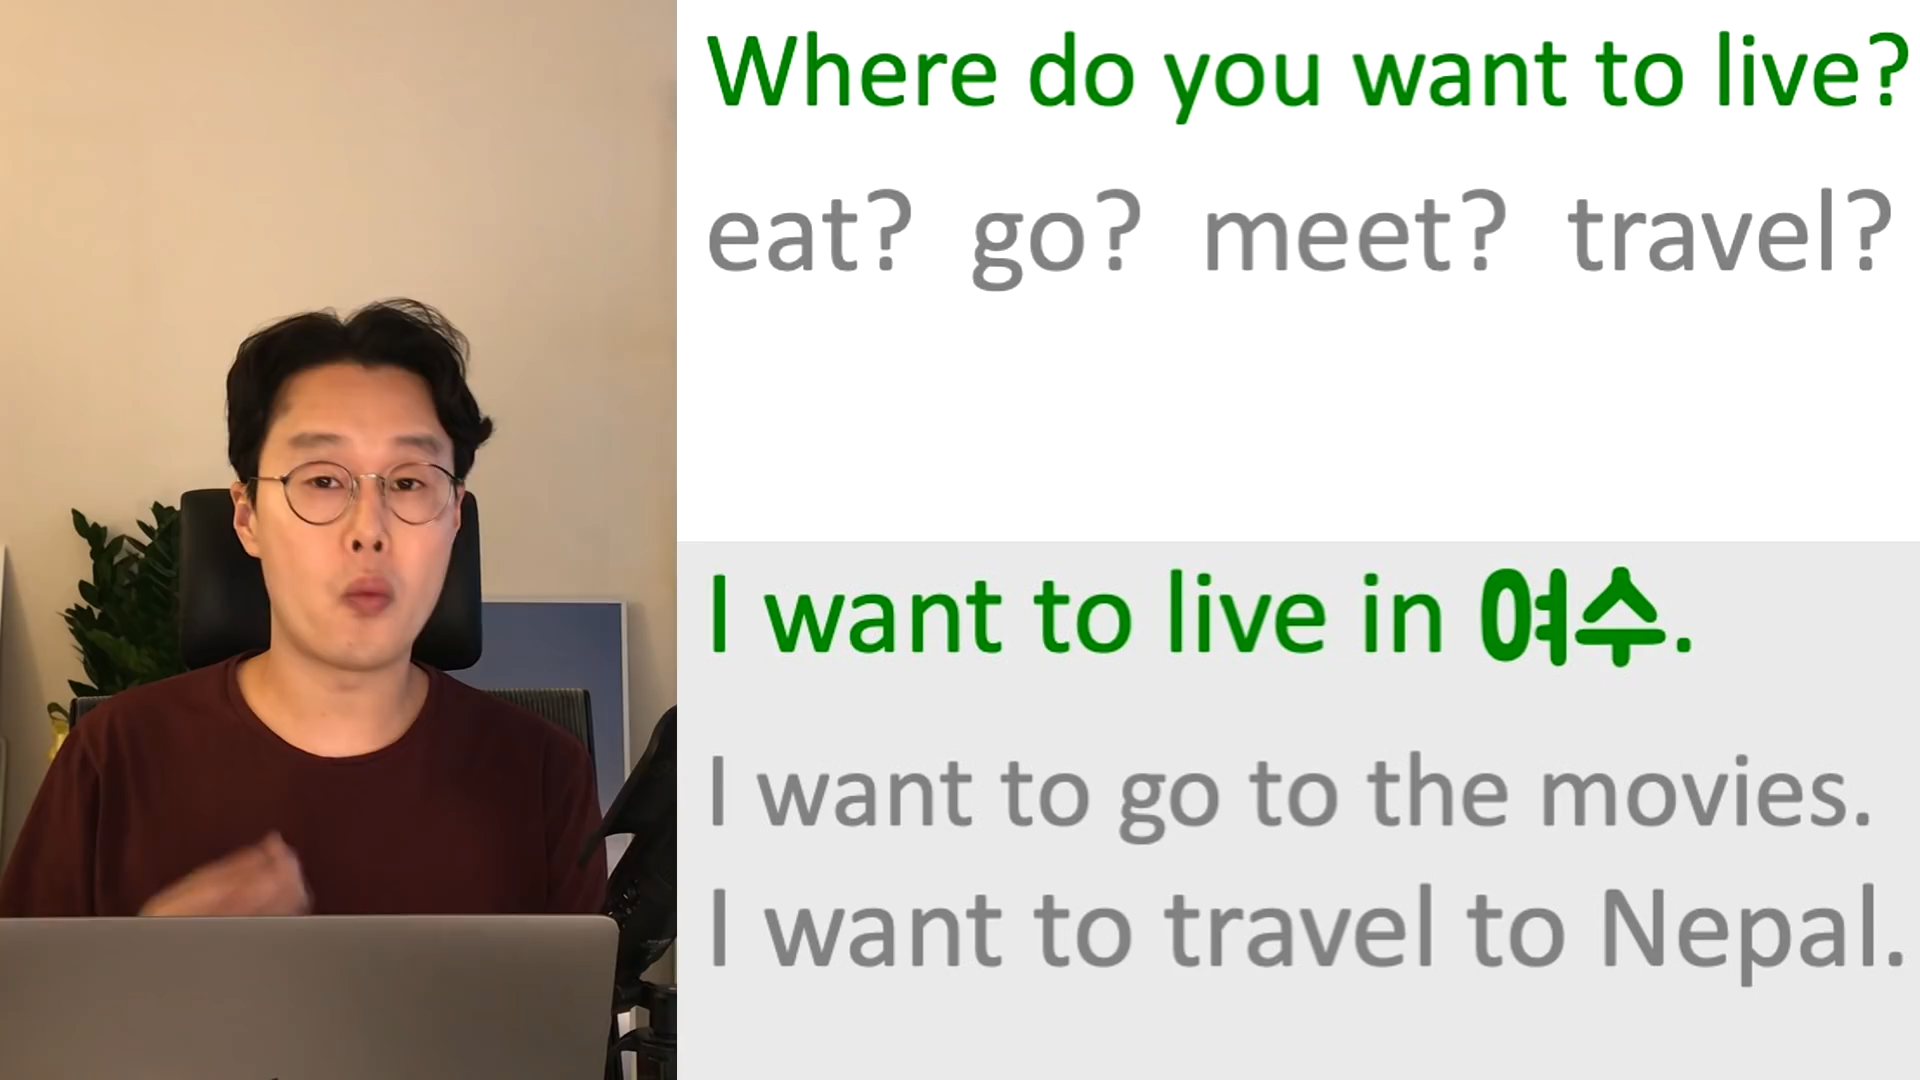 Where do you want to live?
eat? go? meet? travel?
I want to live in 여수.
I want to go to the movies.
I want to travel to Nepal.